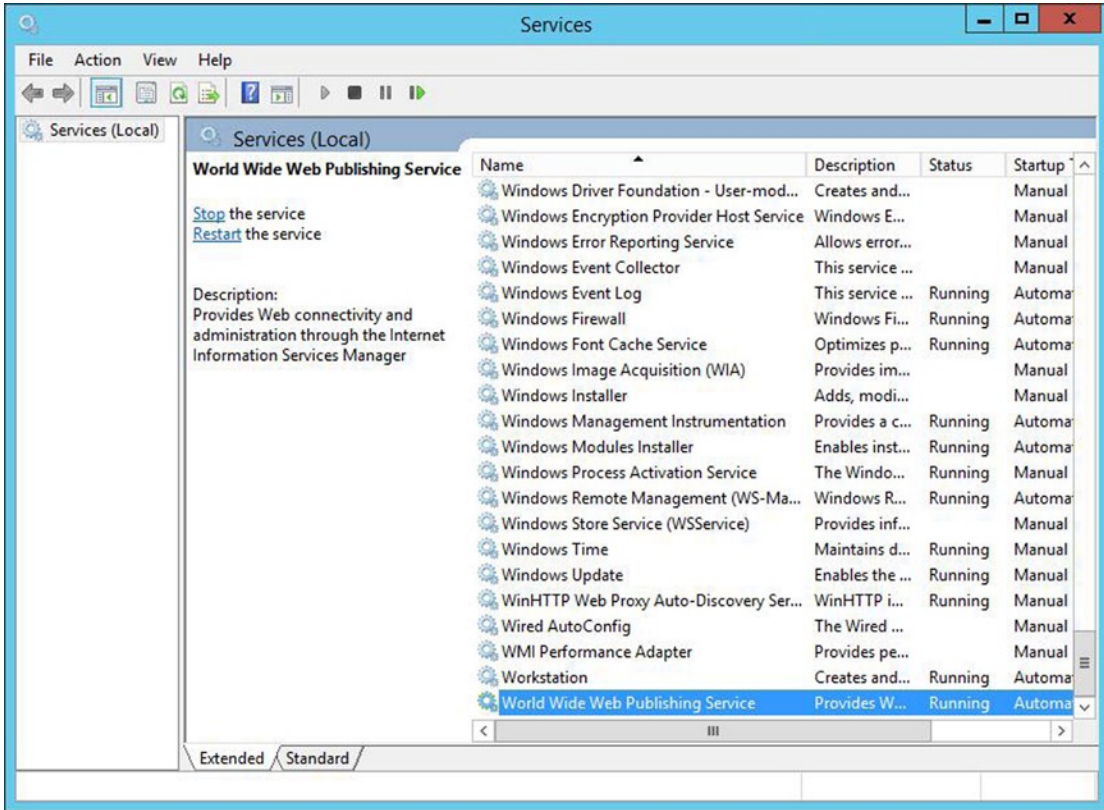 Services
File Action View Help
Services (Local)
Services (Local)
World Wide Web Publishing Service
Stop the service
Restart the service
Description:
Provides Web connectivity and
administration through the Internet
Information Services Manager
Name Description Status Startup T
Windows Driver Foundation - User-mod... Creates and... Manual
Windows Encryption Provider Host Service Windows E... Manual
Windows Error Reporting Service Allows error... Manual
Windows Event Collector This service ... Manual
Windows Event Log This service ... Running Automa
Windows Firewall Windows Fi... Running Automa
Windows Font Cache Service Optimizes p... Running Automa
Windows Image Acquisition (WIA) Provides im... Manual
Windows Installer Adds, modi... Manual
Windows Management Instrumentation Provides a c... Running Automa
Windows Modules Installer Enables inst... Running Automa
Windows Process Activation Service The Windo... Running Manual
Windows Remote Management (WS-Ma... Windows R... Running Automa
Windows Store Service (WSService) Provides inf... Manual
Windows Time Maintains d... Running Manual
Windows Update Enables the ... Running Manual
WinHTTP Web Proxy Auto-Discovery Ser... WinHTTP i... Running Manual
Wired AutoConfig The Wired ... Manual
WMI Performance Adapter Provides pe... Manual
Workstation Creates and... Running Automa
World Wide Web Publishing Service Provides W... Running Automa
Extended Standard